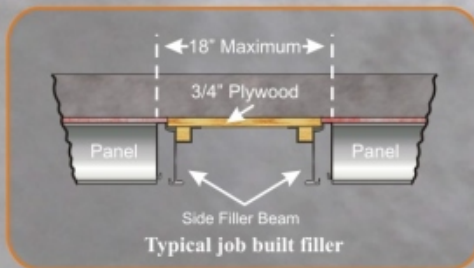 18" Maximum
3/4" Plywood
Panel
Panel
Side Filler Beam
Typical job built filler